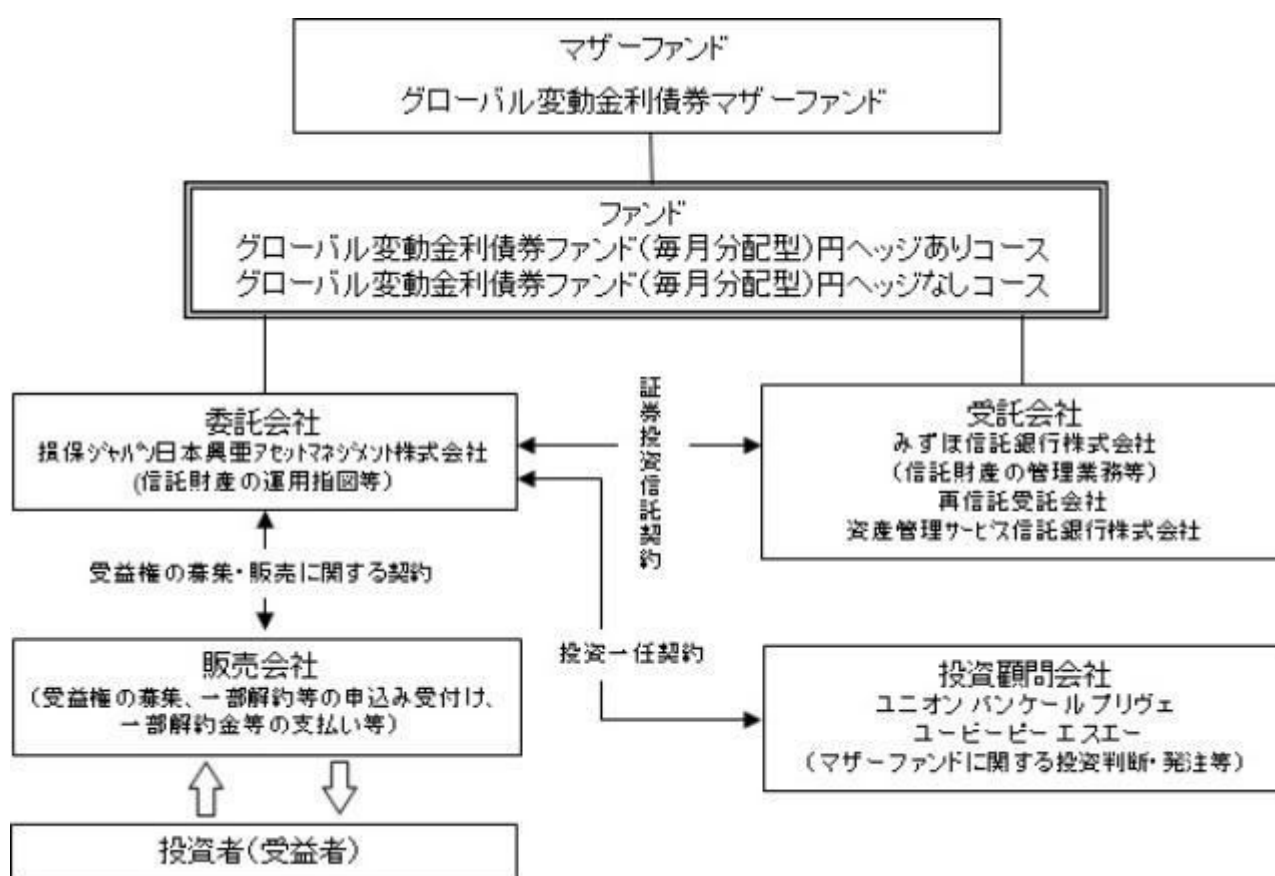 マザーファンド
グローバル変動金利債券マザーファンド
ファンド
グローバル変動金利債券ファンド(毎月分配型)円ヘッジありコース
グローバル変動金利債券ファンド(毎月分配型)円ヘッジなしコース
委託会社
損保ジャパン日本興亜アセットマネジメント株式会社
(信託財産の運用指図等)
証券投資信託契約
受託会社
みずほ信託銀行株式会社
(信託財産の管理業務等)
再信託受託会社
資産管理サービス信託銀行株式会社
受益権の募集・販売に関する契約
販売会社
(受益権の募集、一部解約等の申込み受付け、
一部解約金等の支払い等)
投資一任契約
投資顧問会社
ユニオン バンケール プリヴェ
ユービーピー エスエー
(マザーファンドに関する投資判断・発注等)
投資者(受益者)